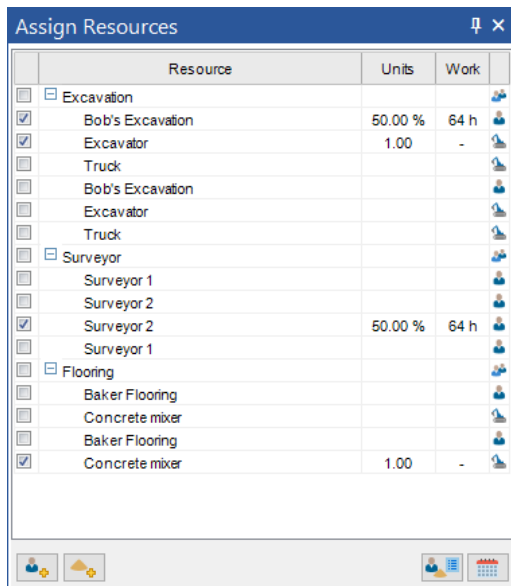 Assign Resources
Resource Units Work
Excavation
Bob's Excavation 50.00 % 64 h
Excavator 1.00 -
Truck
Bob's Excavation
Excavator
Truck
Surveyor
Surveyor 1
Surveyor 2
Surveyor 2 50.00 % 64 h
Surveyor 1
Flooring
Baker Flooring
Concrete mixer
Baker Flooring
Concrete mixer 1.00 -